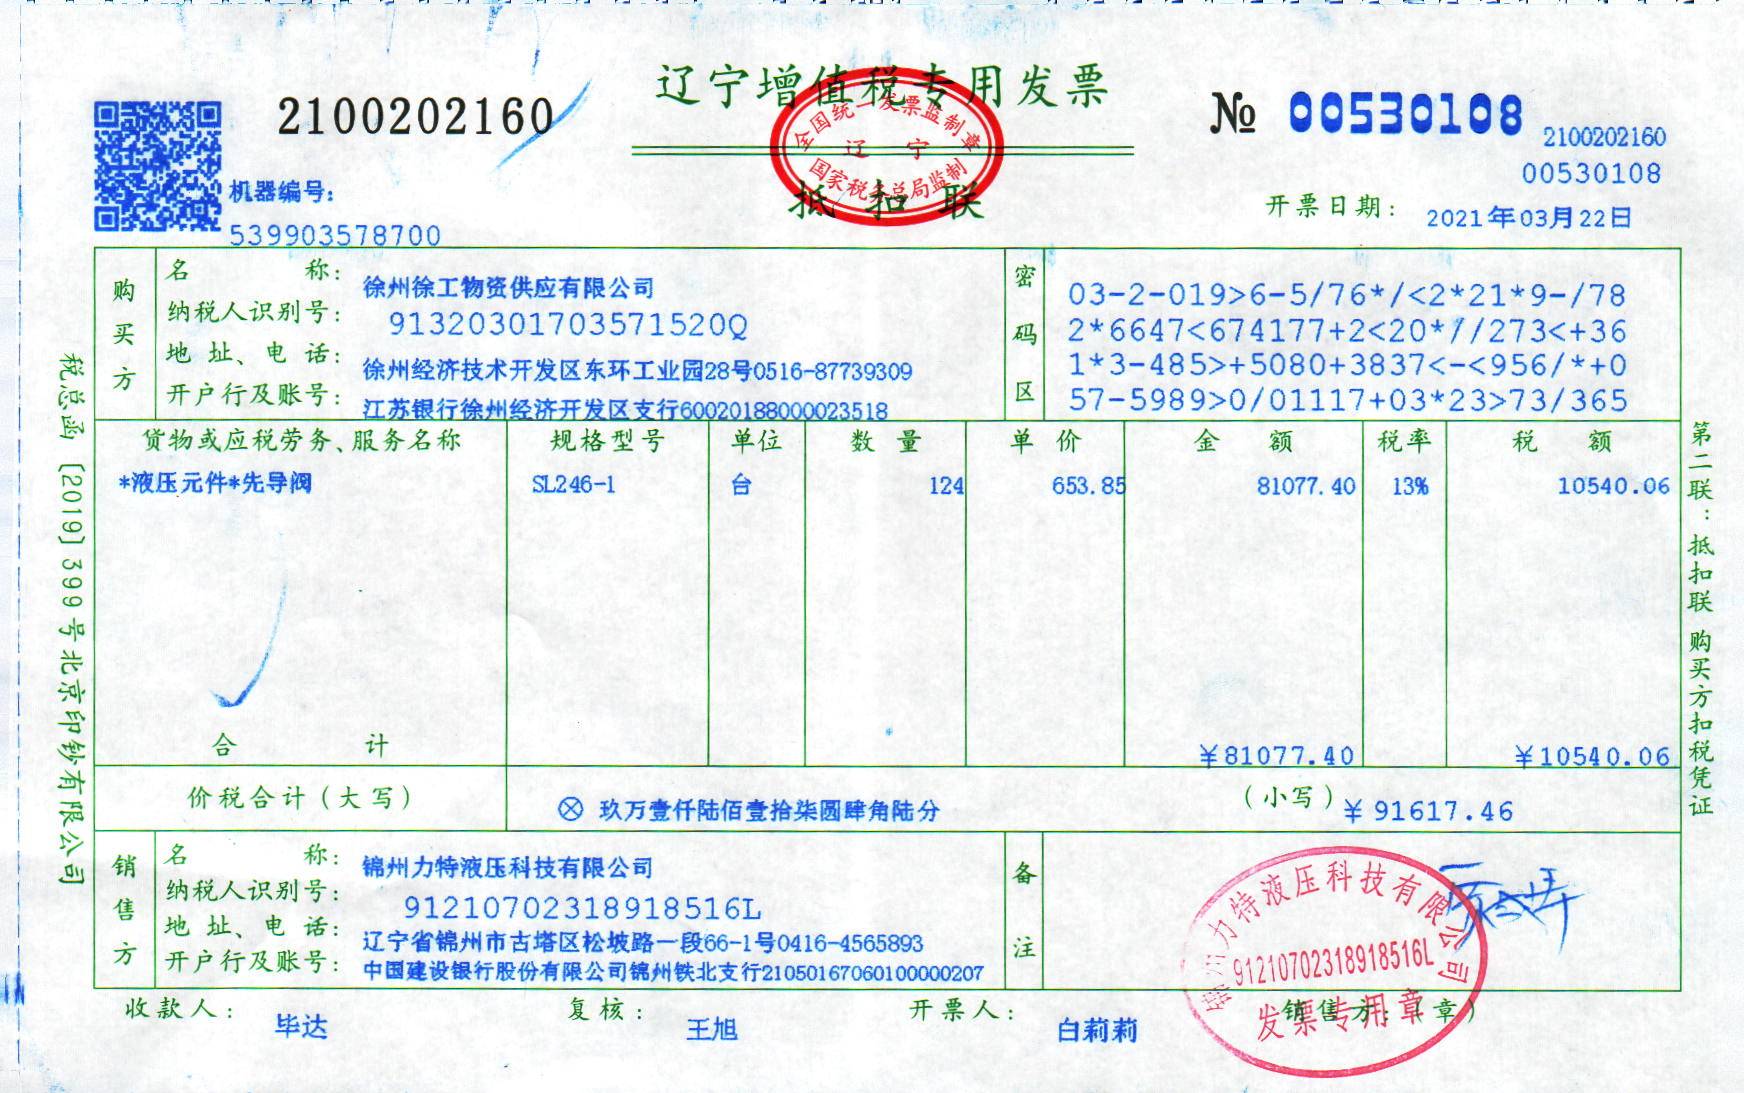 辽宁增值税专用发票
2100202160
№ 00530108
2100202160
00530108
全国统一发票监制章
辽宁
国家税务总局监制
抵扣联
机器编号:
539903578700
开票日期: 2021年03月22日
购买方
名称: 徐州徐工物资供应有限公司
纳税人识别号: 91320301703571520Q
地址、电话: 徐州经济技术开发区东环工业园28号0516-87739309
开户行及账号: 江苏银行徐州经济开发区支行60020188000023518
密码区
03-2-019>6-5/76*/<2*21*9-/78
2*6647<674177+2<20*//273<+36
1*3-485>+5080+3837<-<956/*+0
57-5989>0/01117+03*23>73/365
货物或应税劳务、服务名称 规格型号 单位 数量 单价 金额 税率 税额
*液压元件*先导阀 SL246-1 台 124 653.85 81077.40 13% 10540.06
合计 ¥81077.40 ¥10540.06
价税合计(大写) ⊗ 玖万壹仟陆佰壹拾柒圆肆角陆分 (小写) ¥91617.46
销售方
名称: 锦州力特液压科技有限公司
纳税人识别号: 91210702318918516L
地址、电话: 辽宁省锦州市古塔区松坡路一段66-1号0416-4565893
开户行及账号: 中国建设银行股份有限公司锦州铁北支行21050167060100000207
备注
锦州力特液压科技有限公司
91210702318918516L
发票专用章
收款人: 毕达 复核: 王旭 开票人: 白莉莉 销售方:(章)
税总函〔2019〕399号北京印钞有限公司
第二联:抵扣联 购买方扣税凭证